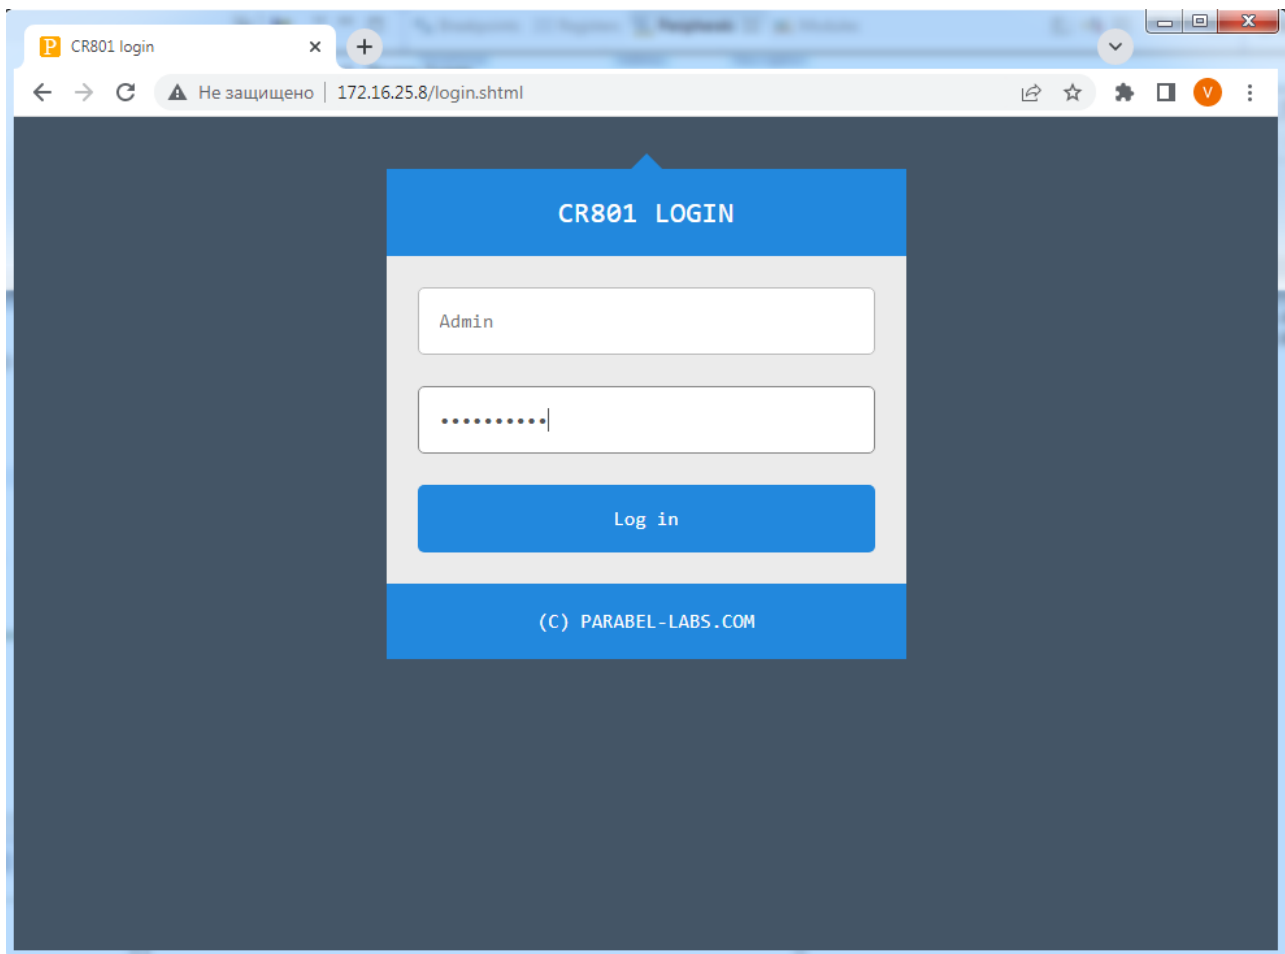 P CR801 login
Не защищено 172.16.25.8/login.shtml V
CR801 LOGIN
Admin
Log in
(C) PARABEL-LABS.COM